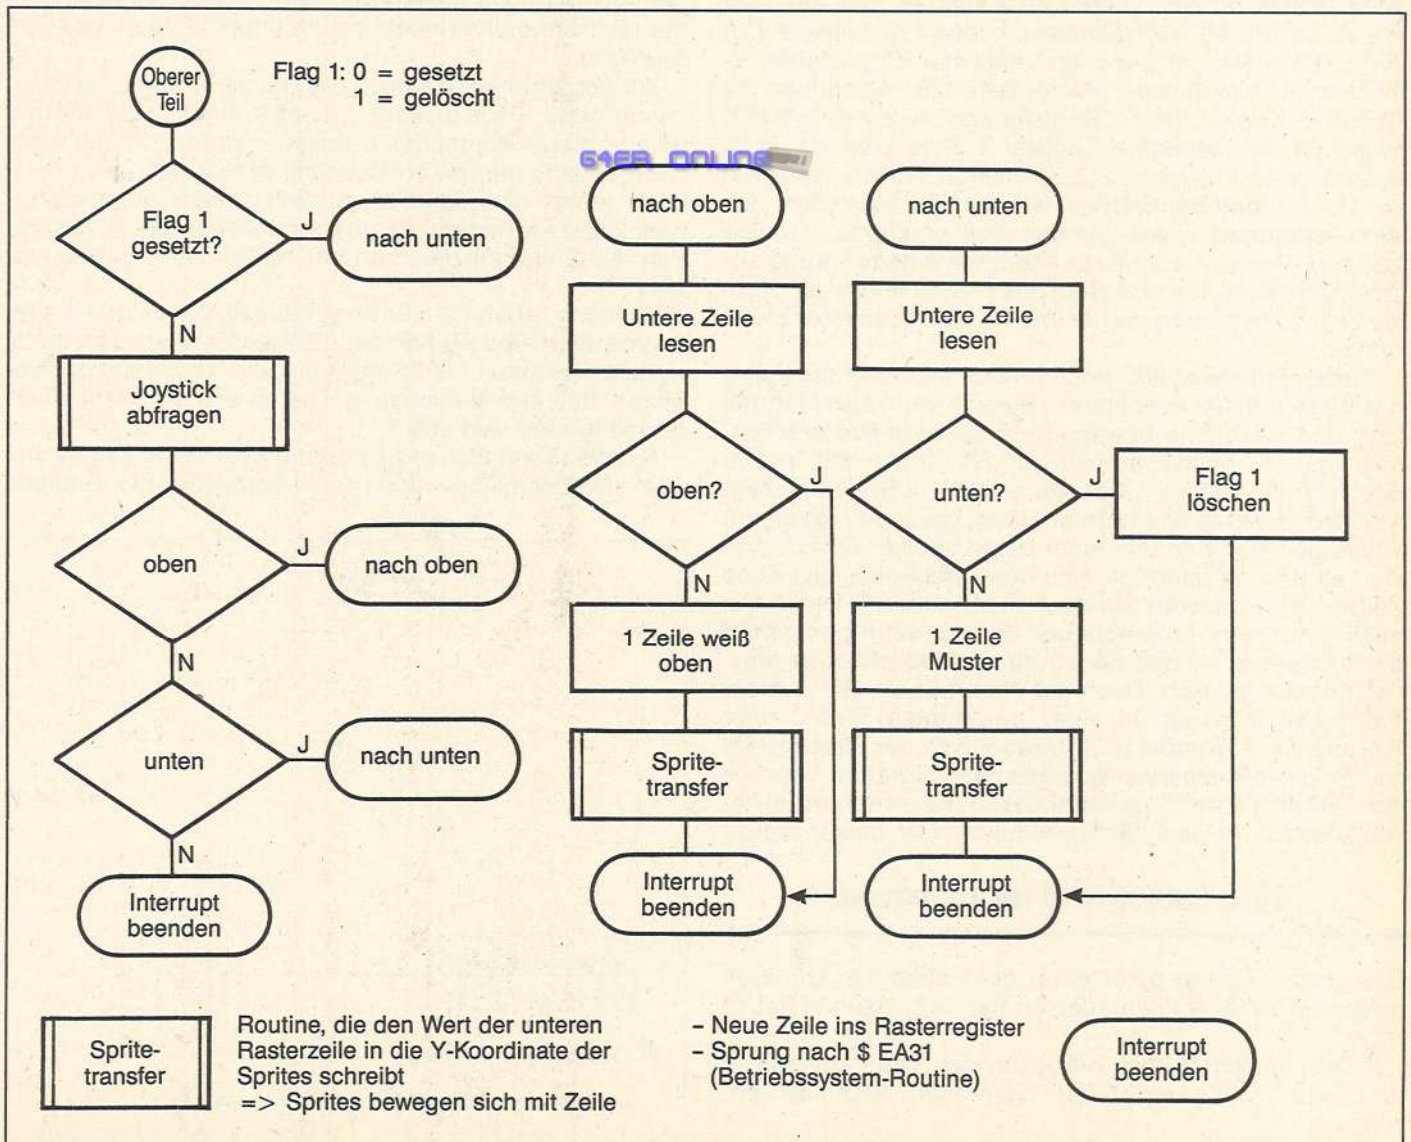 Oberer
Teil
Flag 1: 0 = gesetzt
1 = gelöscht
Flag 1
gesetzt?
J
nach unten
N
Joystick
abfragen
oben
J
nach oben
N
unten
J
nach unten
N
Interrupt
beenden
64ER ONLINE
nach oben
Untere Zeile
lesen
oben?
J
N
1 Zeile weiß
oben
Sprite-
transfer
Interrupt
beenden
nach unten
Untere Zeile
lesen
unten?
J
Flag 1
löschen
N
1 Zeile
Muster
Sprite-
transfer
Interrupt
beenden
Sprite-
transfer
Routine, die den Wert der unteren
Rasterzeile in die Y-Koordinate der
Sprites schreibt
=> Sprites bewegen sich mit Zeile
– Neue Zeile ins Rasterregister
– Sprung nach $ EA31
(Betriebssystem-Routine)
Interrupt
beenden